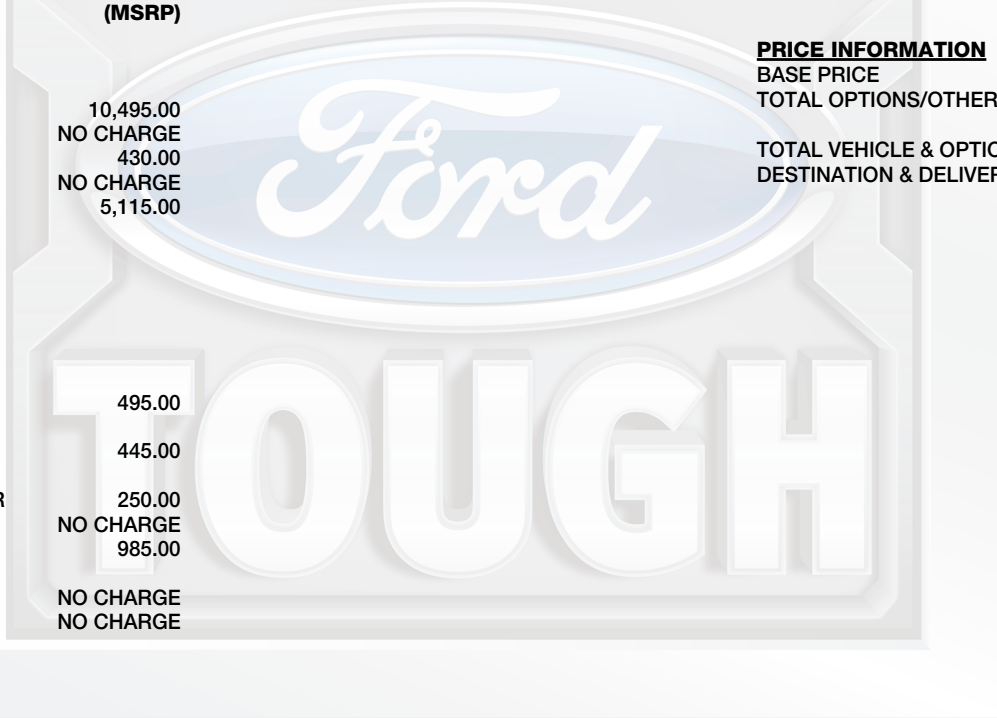 (MSRP)
10,495.00
NO CHARGE
430.00
NO CHARGE
5,115.00
495.00
445.00
R 250.00
NO CHARGE
985.00
NO CHARGE
NO CHARGE
PRICE INFORMATION
BASE PRICE
TOTAL OPTIONS/OTHER
TOTAL VEHICLE & OPTIO
DESTINATION & DELIVER
Ford
TOUGH